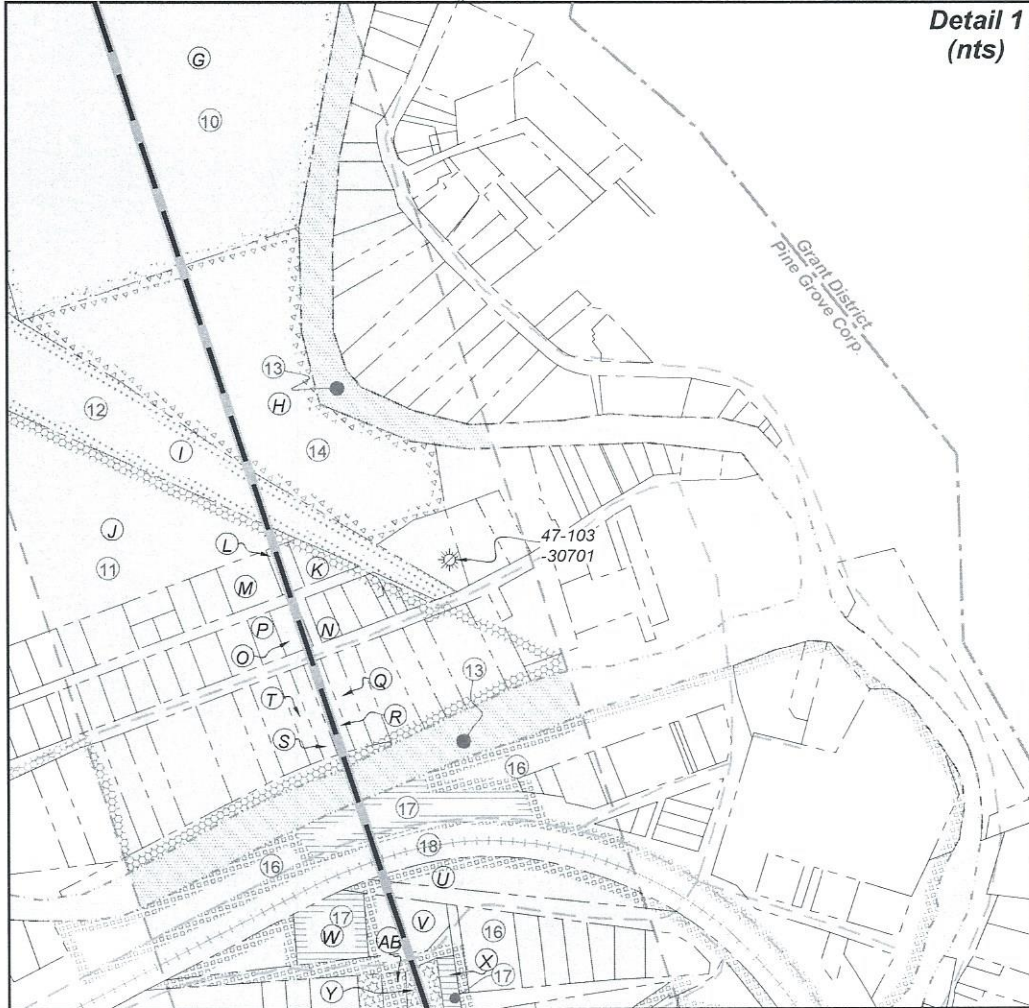 Detail 1
(nts)
G
10
Grant District
Pine Grove Corp.
13
H
12
14
I
J
11
L
K
47-103
-30701
M
P
N
O
Q
T
R
S
13
16
17
18
16
U
17
W
V
16
AB
X
17
Y